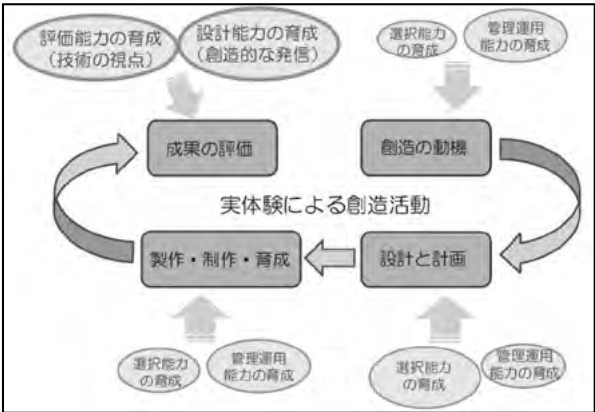 評価能力の育成
(技術の視点)
設計能力の育成
(創造的な発信)
選択能力
の育成
管理運用
能力の育成
成果の評価
創造の動機
実体験による創造活動
製作・制作・育成
設計と計画
選択能力
の育成
管理運用
能力の育成
選択能力
の育成
管理運用
能力の育成